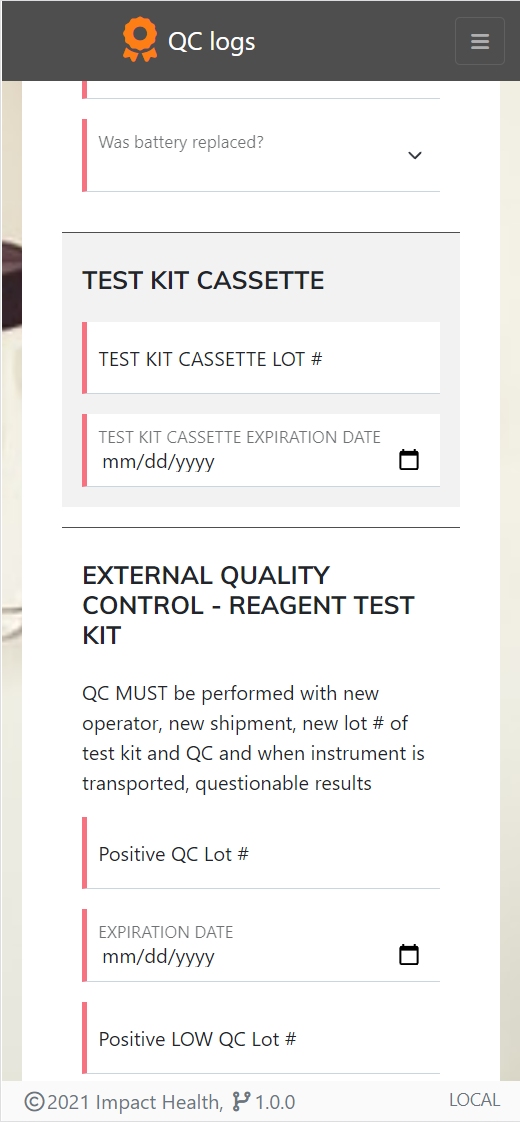 QC logs
Was battery replaced?
TEST KIT CASSETTE
TEST KIT CASSETTE LOT #
TEST KIT CASSETTE EXPIRATION DATE
mm/dd/yyyy
EXTERNAL QUALITY
CONTROL - REAGENT TEST
KIT
QC MUST be performed with new
operator, new shipment, new lot # of
test kit and QC and when instrument is
transported, questionable results
Positive QC Lot #
EXPIRATION DATE
mm/dd/yyyy
Positive LOW QC Lot #
©2021 Impact Health, 1.0.0
LOCAL